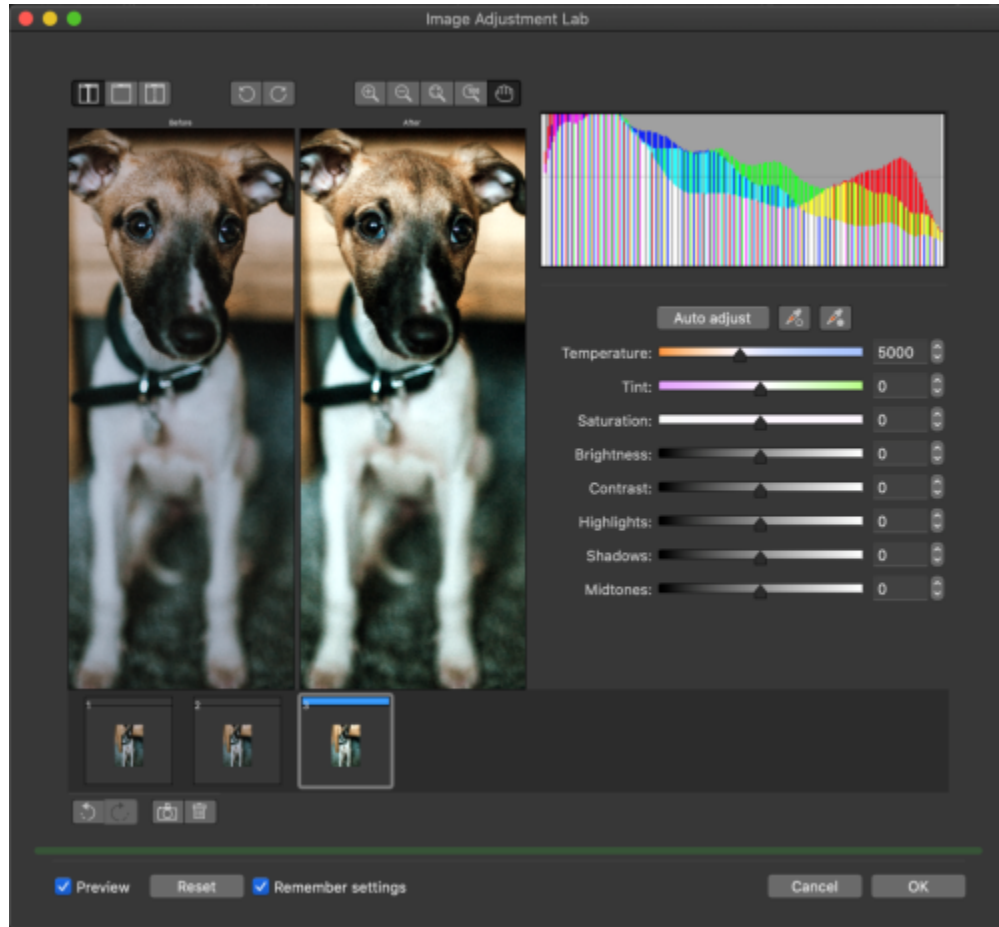 Image Adjustment Lab
Before
After
Auto adjust
Temperature: 5000
Tint: 0
Saturation: 0
Brightness: 0
Contrast: 0
Highlights: 0
Shadows: 0
Midtones: 0
1
2
3
Preview
Reset
Remember settings
Cancel
OK